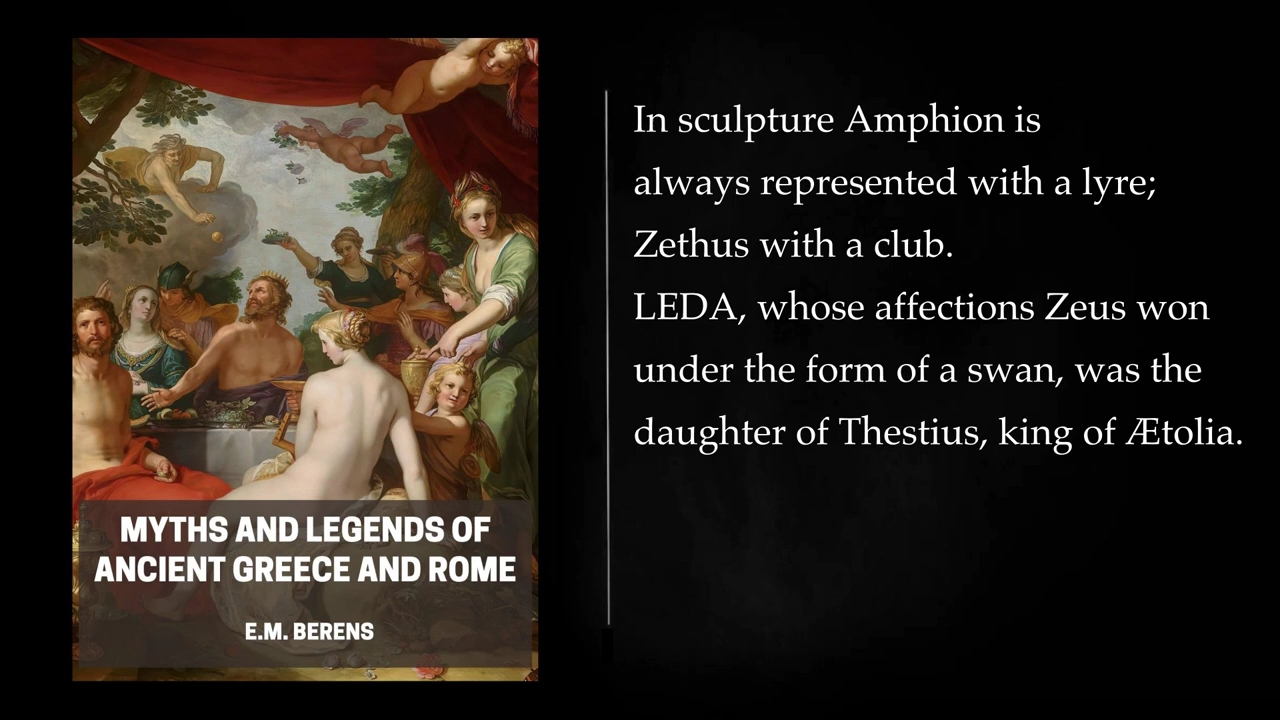 MYTHS AND LEGENDS OF
ANCIENT GREECE AND ROME
E.M. BERENS
In sculpture Amphion is
always represented with a lyre;
Zethus with a club.
LEDA, whose affections Zeus won
under the form of a swan, was the
daughter of Thestius, king of Ætolia.